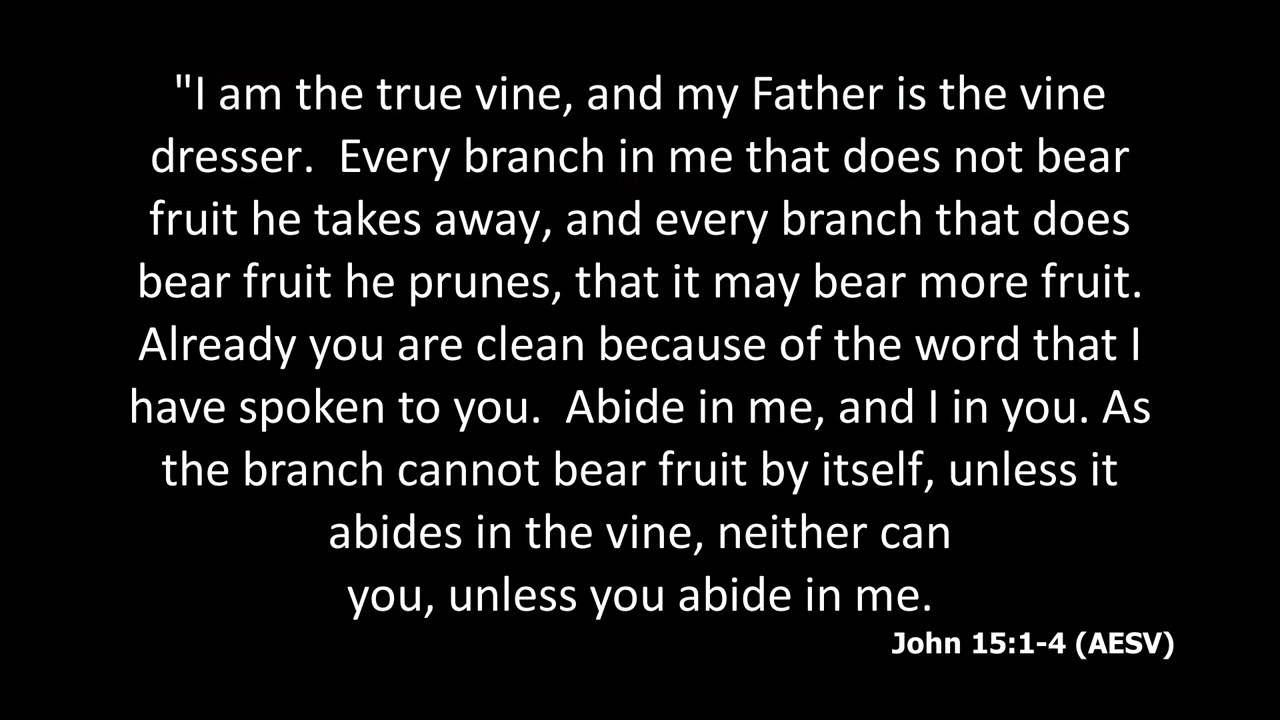 "I am the true vine, and my Father is the vine
dresser.  Every branch in me that does not bear
fruit he takes away, and every branch that does
bear fruit he prunes, that it may bear more fruit.
Already you are clean because of the word that I
have spoken to you.  Abide in me, and I in you. As
the branch cannot bear fruit by itself, unless it
abides in the vine, neither can
you, unless you abide in me.
John 15:1-4 (AESV)